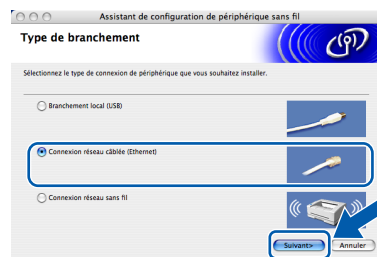 Assistant de configuration de périphérique sans fil
Type de branchement
Sélectionnez le type de connexion de périphérique que vous souhaitez installer.
Branchement local (USB)
Connexion réseau câblée (Ethernet)
Connexion réseau sans fil
Suivant>
Annuler